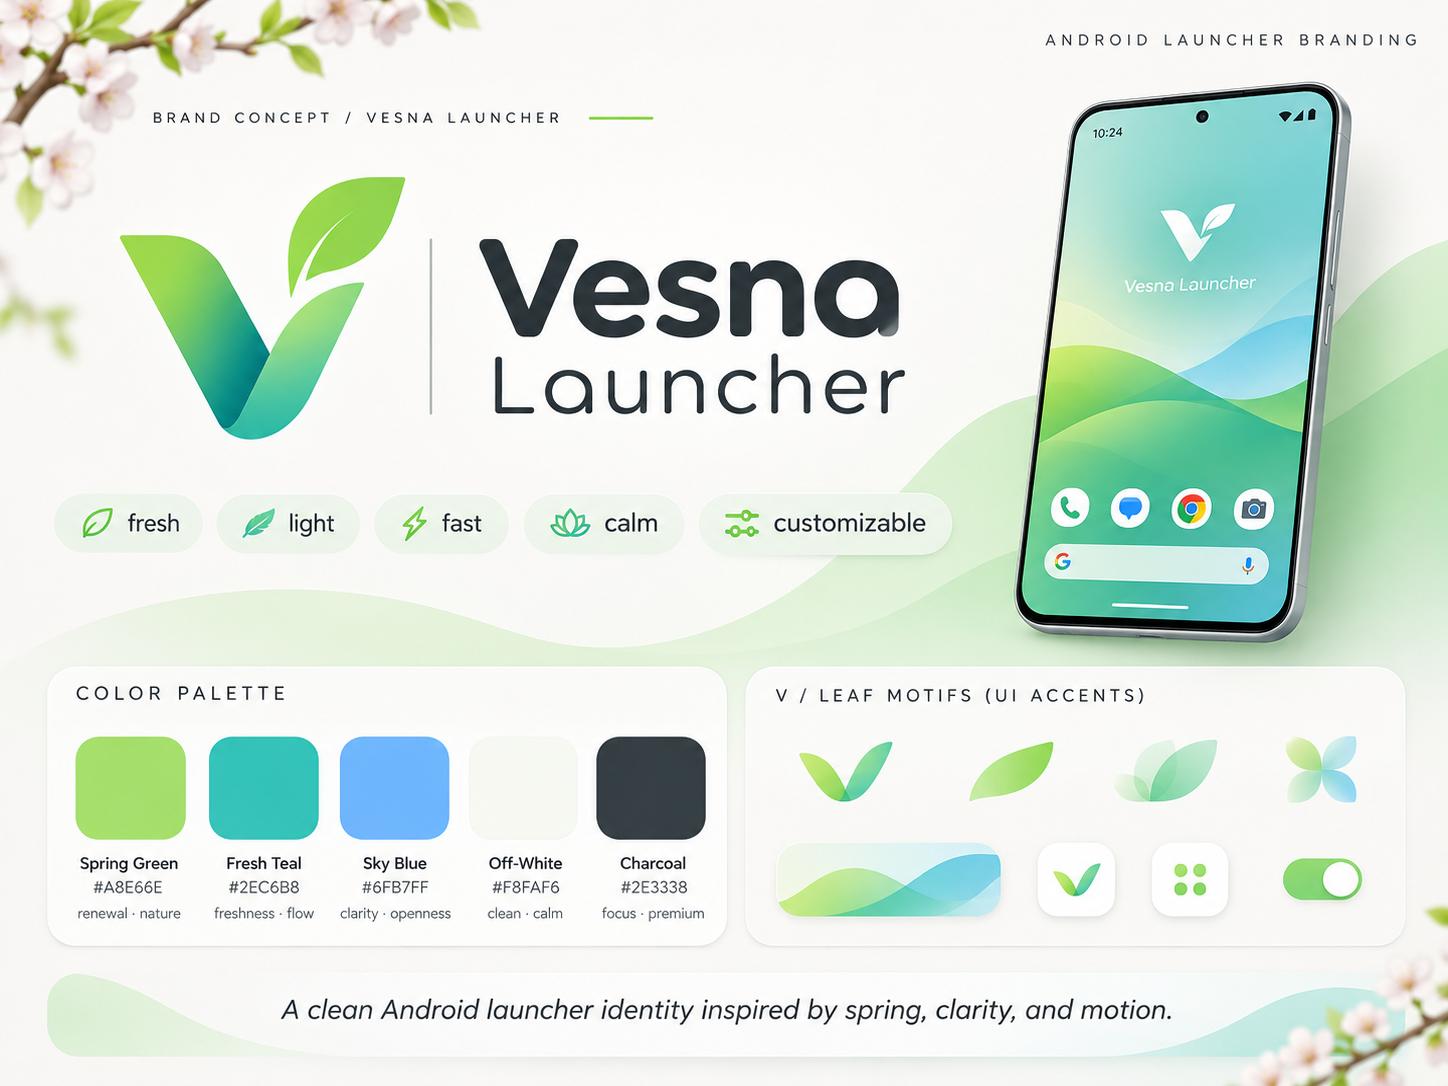 ANDROID LAUNCHER BRANDING
BRAND CONCEPT / VESNA LAUNCHER
Vesna
Launcher
10:24
Vesna Launcher
fresh
light
fast
calm
customizable
COLOR PALETTE
Spring Green
#A8E66E
renewal · nature
Fresh Teal
#2EC6B8
freshness · flow
Sky Blue
#6FB7FF
clarity · openness
Off-White
#F8FAF6
clean · calm
Charcoal
#2E3338
focus · premium
V / LEAF MOTIFS (UI ACCENTS)
A clean Android launcher identity inspired by spring, clarity, and motion.